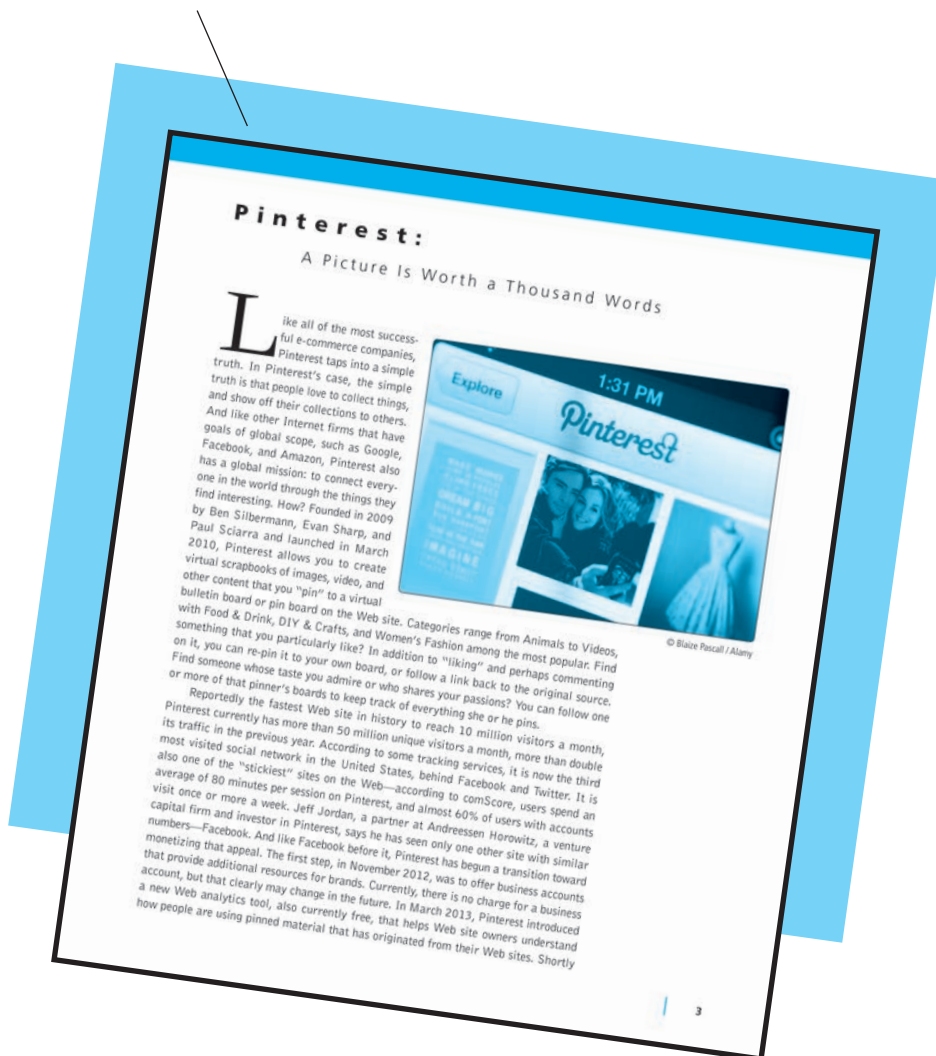 Pinterest:
A Picture Is Worth a Thousand Words
Like all of the most success-
ful e-commerce companies,
Pinterest taps into a simple
truth. In Pinterest's case, the simple
truth is that people love to collect things,
and show off their collections to others.
And like other Internet firms that have
goals of global scope, such as Google,
Facebook, and Amazon, Pinterest also
has a global mission: to connect every-
one in the world through the things they
find interesting. How? Founded in 2009
by Ben Silbermann, Evan Sharp, and
Paul Sciarra and launched in March
2010, Pinterest allows you to create
virtual scrapbooks of images, video, and
other content that you "pin" to a virtual
bulletin board or pin board on the Web site. Categories range from Animals to Videos,
with Food & Drink, DIY & Crafts, and Women's Fashion among the most popular. Find
something that you particularly like? In addition to "liking" and perhaps commenting
on it, you can re-pin it to your own board, or follow a link back to the original source.
Find someone whose taste you admire or who shares your passions? You can follow one
or more of that pinner's boards to keep track of everything she or he pins.
Reportedly the fastest Web site in history to reach 10 million visitors a month,
Pinterest currently has more than 50 million unique visitors a month, more than double
its traffic in the previous year. According to some tracking services, it is now the third
most visited social network in the United States, behind Facebook and Twitter. It is
also one of the "stickiest" sites on the Web—according to comScore, users spend an
average of 80 minutes per session on Pinterest, and almost 60% of users with accounts
visit once or more a week. Jeff Jordan, a partner at Andreessen Horowitz, a venture
capital firm and investor in Pinterest, says he has seen only one other site with similar
numbers—Facebook. And like Facebook before it, Pinterest has begun a transition toward
monetizing that appeal. The first step, in November 2012, was to offer business accounts
that provide additional resources for brands. Currently, there is no charge for a business
account, but that clearly may change in the future. In March 2013, Pinterest introduced
a new Web analytics tool, also currently free, that helps Web site owners understand
how people are using pinned material that has originated from their Web sites. Shortly
1:31 PM
Explore
Pinterest
DREAM BIG
IMAGINE
© Blaize Pascall / Alamy
3